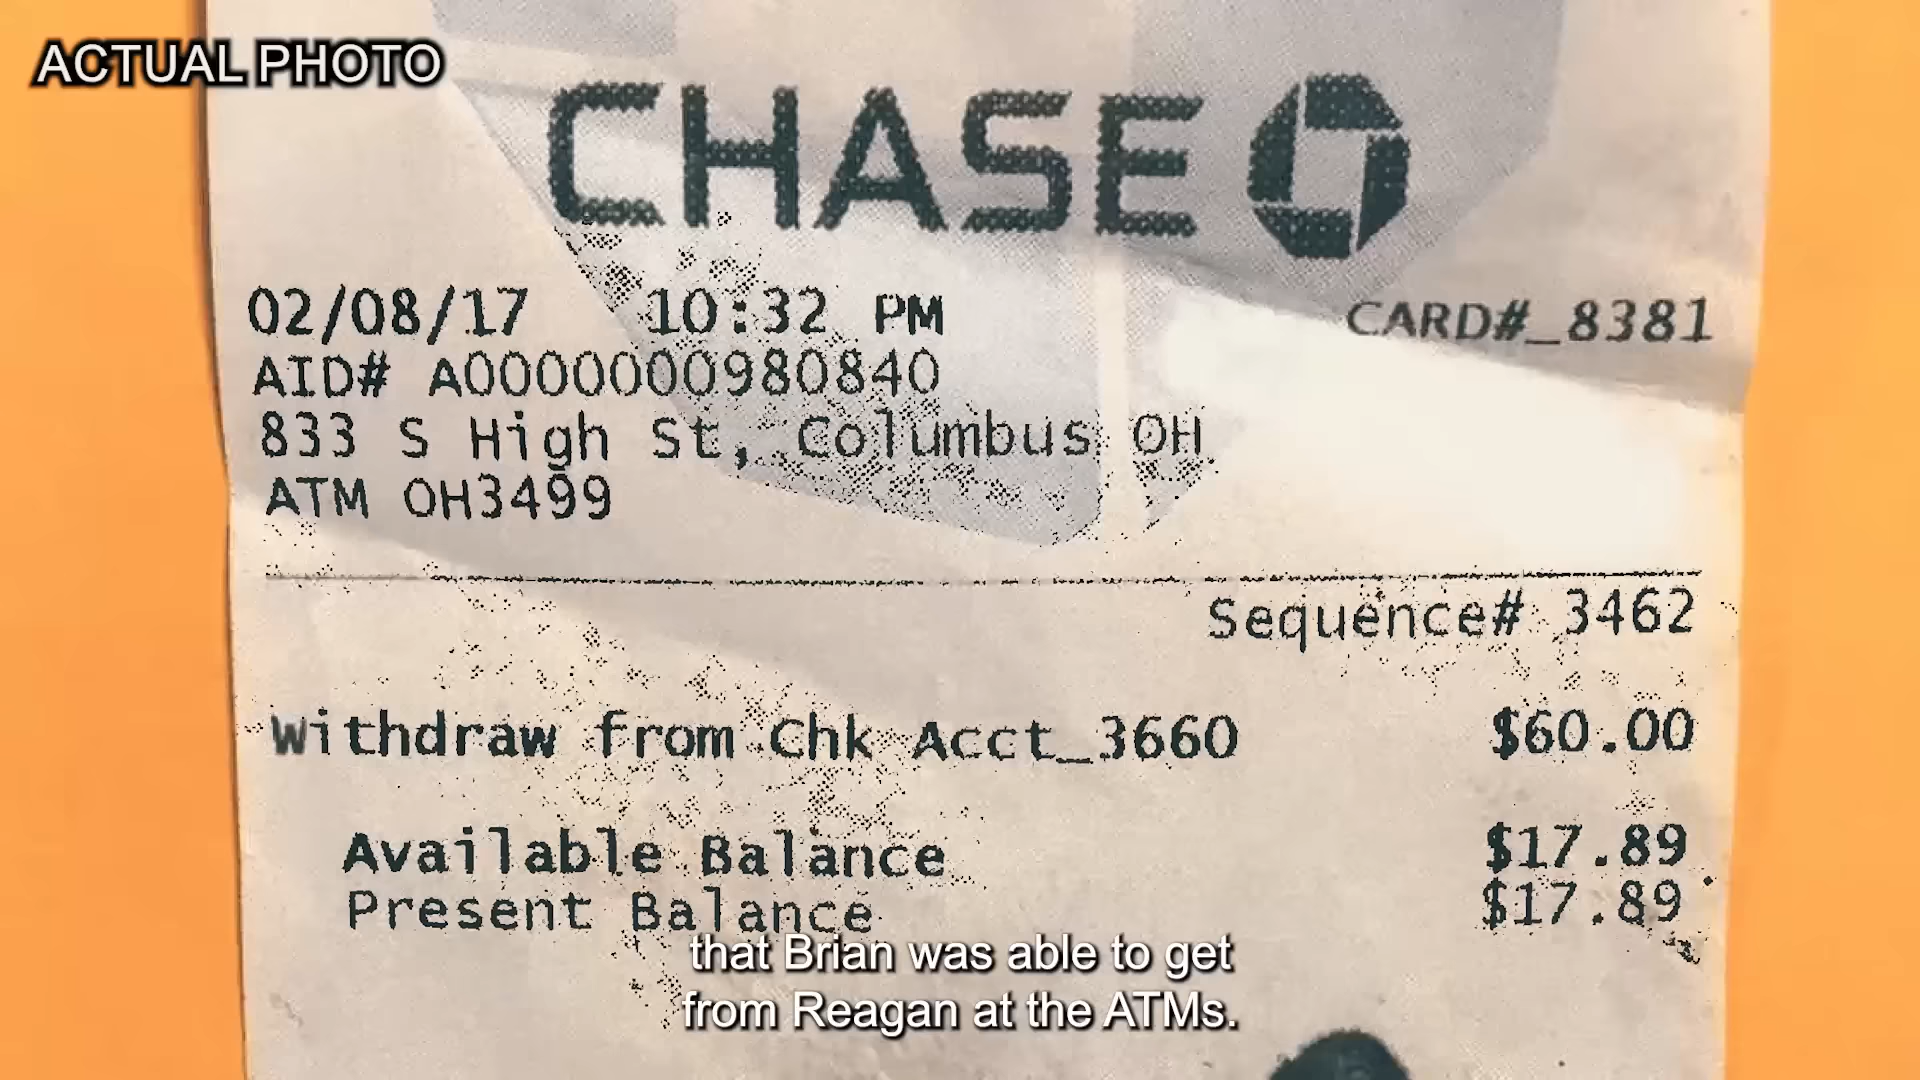 ACTUAL PHOTO
CHASE
02/08/17 10:32 PM CARD#_8381
AID# A0000000980840
833 S High St, Columbus OH
ATM OH3499
Sequence# 3462
Withdraw from Chk Acct_3660 $60.00
Available Balance $17.89
Present Balance $17.89
that Brian was able to get
from Reagan at the ATMs.